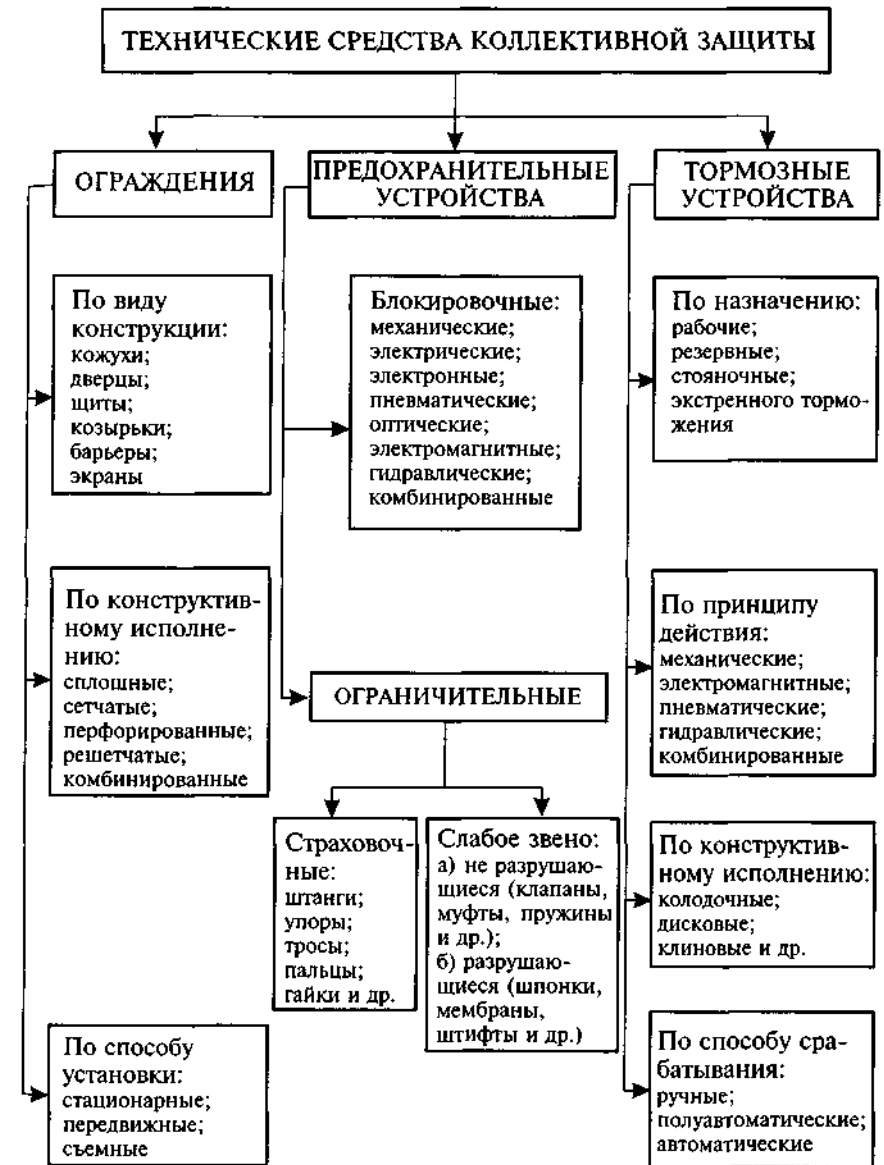 ТЕХНИЧЕСКИЕ СРЕДСТВА КОЛЛЕКТИВНОЙ ЗАЩИТЫ
ОГРАЖДЕНИЯ
ПРЕДОХРАНИТЕЛЬНЫЕ
УСТРОЙСТВА
ТОРМОЗНЫЕ
УСТРОЙСТВА
По виду
конструкции:
кожухи;
дверцы;
щиты;
козырьки;
барьеры;
экраны
Блокировочные:
механические;
электрические;
электронные;
пневматические;
оптические;
электромагнитные;
гидравлические;
комбинированные
По назначению:
рабочие;
резервные;
стояночные;
экстренного тормо-
жения
По конструктив-
ному исполне-
нию:
сплошные;
сетчатые;
перфорированные;
решетчатые;
комбинированные
ОГРАНИЧИТЕЛЬНЫЕ
По принципу
действия:
механические;
электромагнитные;
пневматические;
гидравлические;
комбинированные
Страховоч-
ные:
штанги;
упоры;
тросы;
пальцы;
гайки и др.
Слабое звено:
а) не разрушаю-
щиеся (клапаны,
муфты, пружины
и др.);
б) разрушаю-
щиеся (шпонки,
мембраны,
штифты и др.)
По конструктив-
ному исполнению:
колодочные;
дисковые;
клиновые и др.
По способу
установки:
стационарные;
передвижные;
съемные
По способу сра-
батывания:
ручные;
полуавтоматические;
автоматические